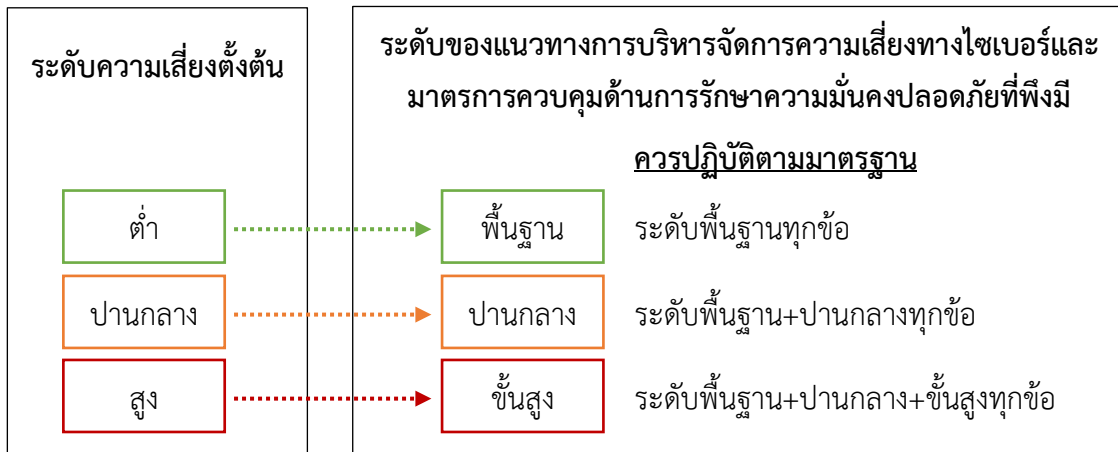 ระดับความเสี่ยงตั้งต้น
ระดับของแนวทางการบริหารจัดการความเสี่ยงทางไซเบอร์และ
มาตรการควบคุมด้านการรักษาความมั่นคงปลอดภัยที่พึงมี
ควรปฏิบัติตามมาตรฐาน
ต่ำ
พื้นฐาน
ระดับพื้นฐานทุกข้อ
ปานกลาง
ปานกลาง
ระดับพื้นฐาน+ปานกลางทุกข้อ
สูง
ขั้นสูง
ระดับพื้นฐาน+ปานกลาง+ขั้นสูงทุกข้อ